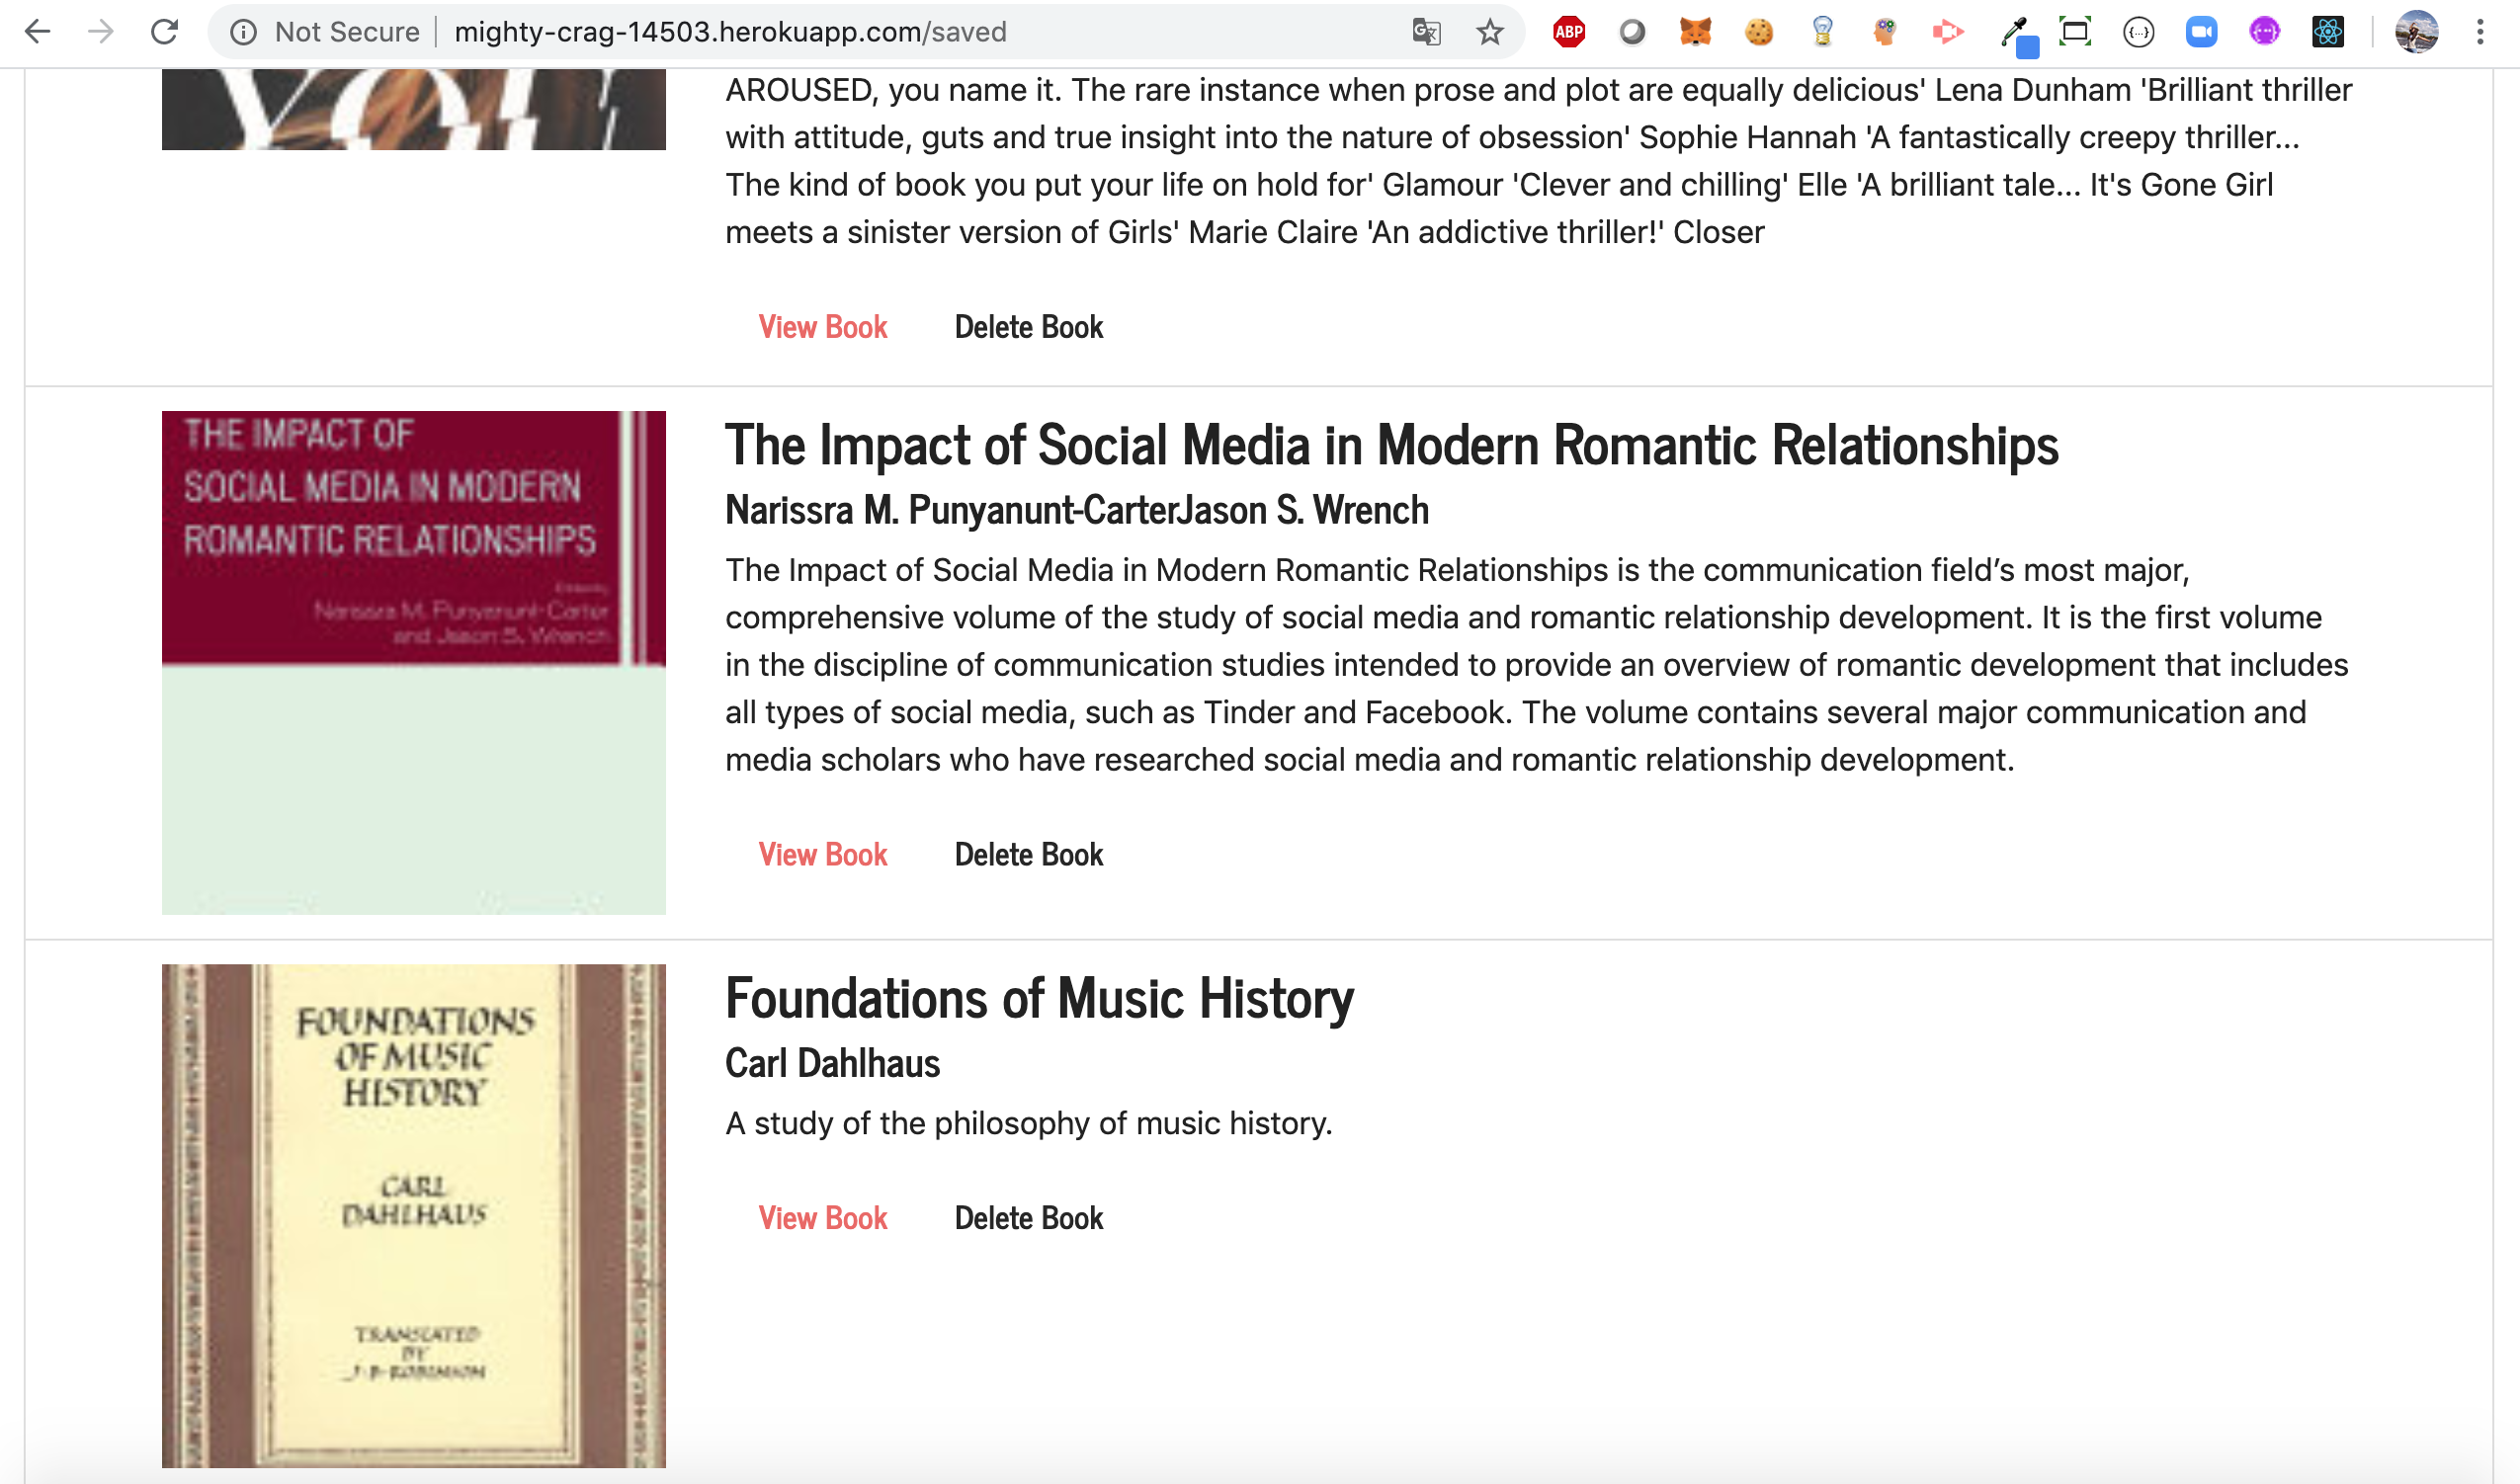 Not Secure
mighty-crag-14503.herokuapp.com/saved
ABP
YOU
AROUSED, you name it. The rare instance when prose and plot are equally delicious' Lena Dunham 'Brilliant thriller
with attitude, guts and true insight into the nature of obsession' Sophie Hannah 'A fantastically creepy thriller...
The kind of book you put your life on hold for' Glamour 'Clever and chilling' Elle 'A brilliant tale... It's Gone Girl
meets a sinister version of Girls' Marie Claire 'An addictive thriller!' Closer
View Book
Delete Book
THE IMPACT OF
SOCIAL MEDIA IN MODERN
ROMANTIC RELATIONSHIPS
Edited by
Narissra M. Punyanunt-Carter
and Jason S. Wrench
The Impact of Social Media in Modern Romantic Relationships
Narissra M. Punyanunt-CarterJason S. Wrench
The Impact of Social Media in Modern Romantic Relationships is the communication field’s most major,
comprehensive volume of the study of social media and romantic relationship development. It is the first volume
in the discipline of communication studies intended to provide an overview of romantic development that includes
all types of social media, such as Tinder and Facebook. The volume contains several major communication and
media scholars who have researched social media and romantic relationship development.
View Book
Delete Book
FOUNDATIONS
OF MUSIC
HISTORY
CARL
DAHLHAUS
TRANSLATED
BY
J. B. ROBINSON
Foundations of Music History
Carl Dahlhaus
A study of the philosophy of music history.
View Book
Delete Book